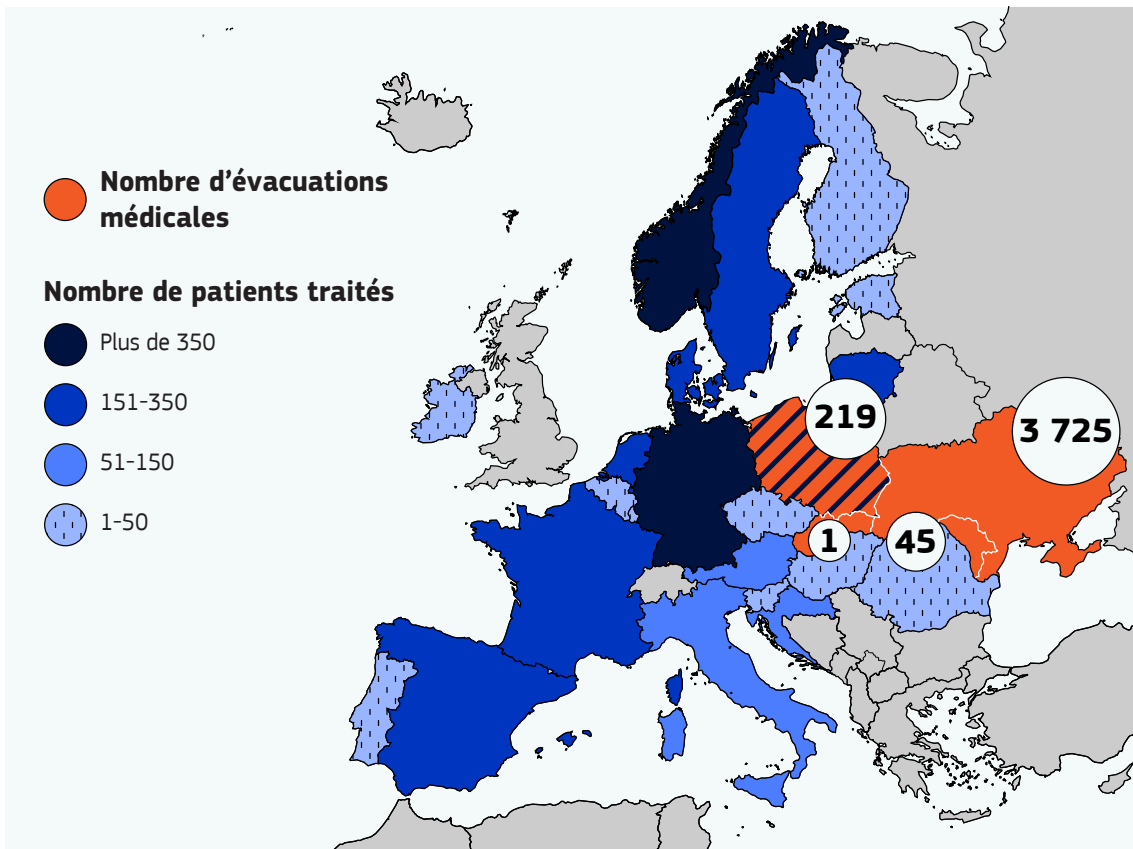 Nombre d'évacuations
médicales
Nombre de patients traités
Plus de 350
151-350
51-150
1-50
219
3 725
1
45